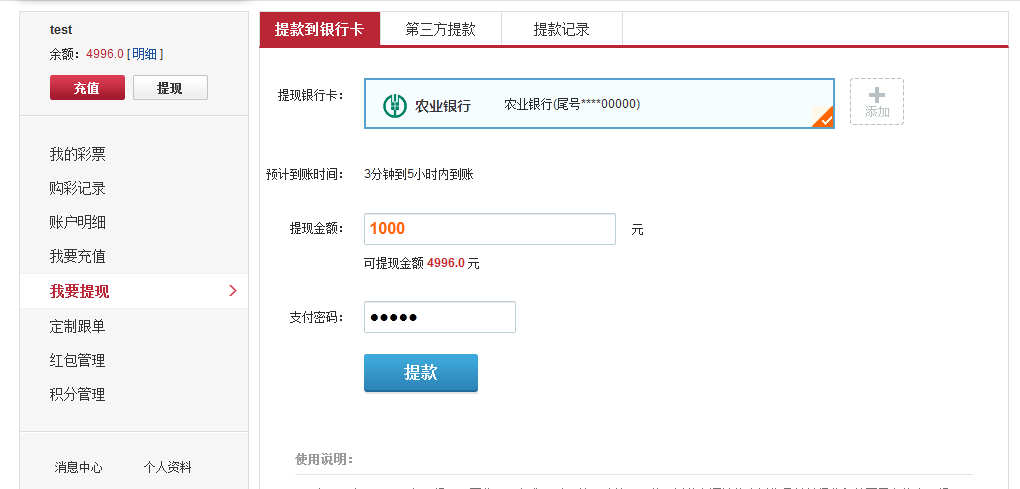 test
余额：4996.0 [ 明细 ]
充值 提现
我的彩票
购彩记录
账户明细
我要充值
我要提现
定制跟单
红包管理
积分管理
消息中心 个人资料
提款到银行卡 第三方提款 提款记录
提现银行卡： 农业银行 农业银行(尾号****00000) 添加
预计到账时间： 3分钟到5小时内到账
提现金额： 1000 元
可提现金额 4996.0 元
支付密码： ●●●●●
提款
使用说明：